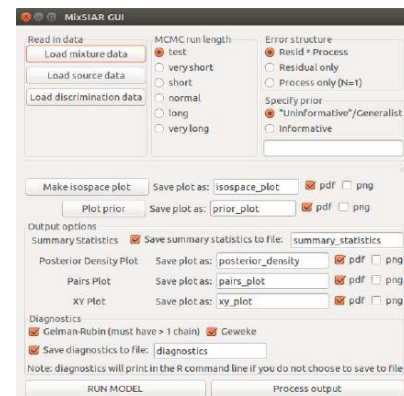 MixSIAR GUI
Read in data
Load mixture data
Load source data
Load discrimination data
MCMC run length
test
very short
short
normal
long
very long
Error structure
Resid * Process
Residual only
Process only (N=1)
Specify prior
"Uninformative"/Generalist
Informative
Make isospace plot Save plot as: isospace_plot pdf png
Plot prior Save plot as: prior_plot pdf png
Output options
Summary Statistics Save summary statistics to file: summary_statistics
Posterior Density Plot Save plot as: posterior_density pdf png
Pairs Plot Save plot as: pairs_plot pdf png
XY Plot Save plot as: xy_plot pdf png
Diagnostics
Gelman-Rubin (must have > 1 chain) Geweke
Save diagnostics to file: diagnostics
Note: diagnostics will print in the R command line if you do not choose to save to file
RUN MODEL Process output